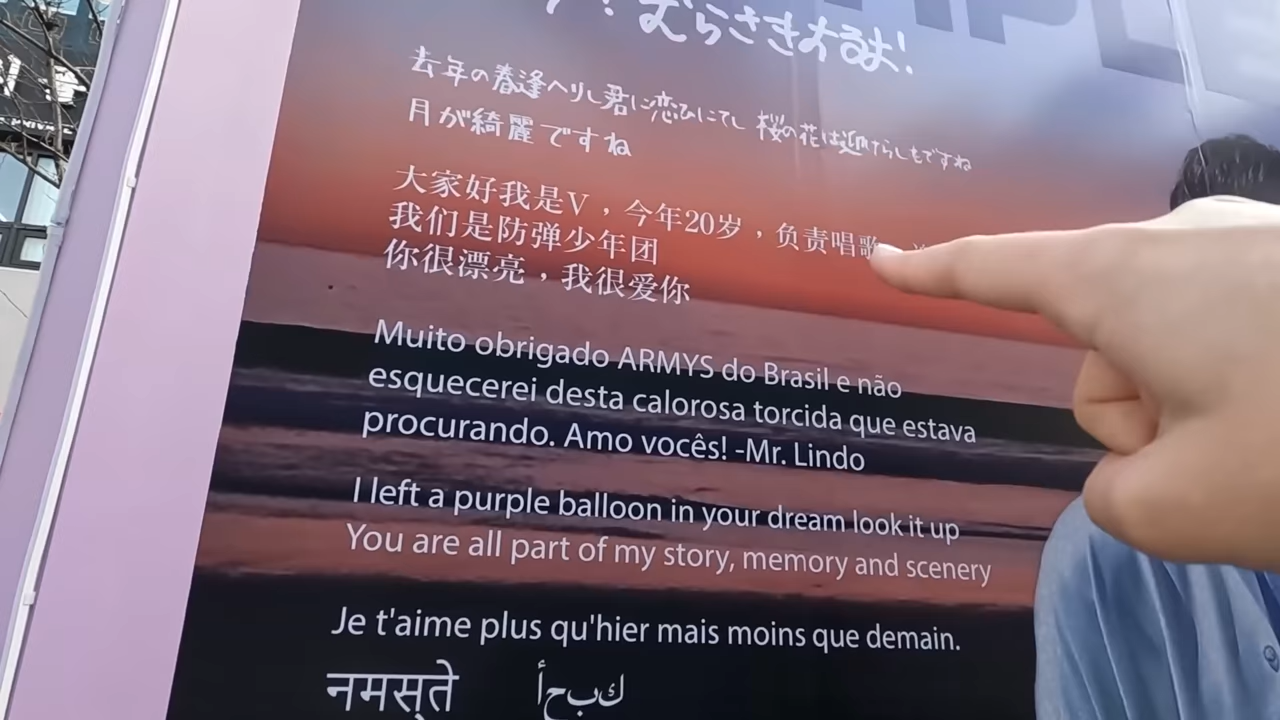 むらさきするよ!
去年の春逢へりし君に恋ひにてし 桜の花は迎けらしもですね
月が綺麗ですね
大家好我是V，今年20岁，负责唱歌
我们是防弹少年团
你很漂亮，我很爱你
Muito obrigado ARMYS do Brasil e não
esquecerei desta calorosa torcida que estava
procurando. Amo vocês! -Mr. Lindo
I left a purple balloon in your dream look it up
You are all part of my story, memory and scenery
Je t'aime plus qu'hier mais moins que demain.
नमस्ते أحبك